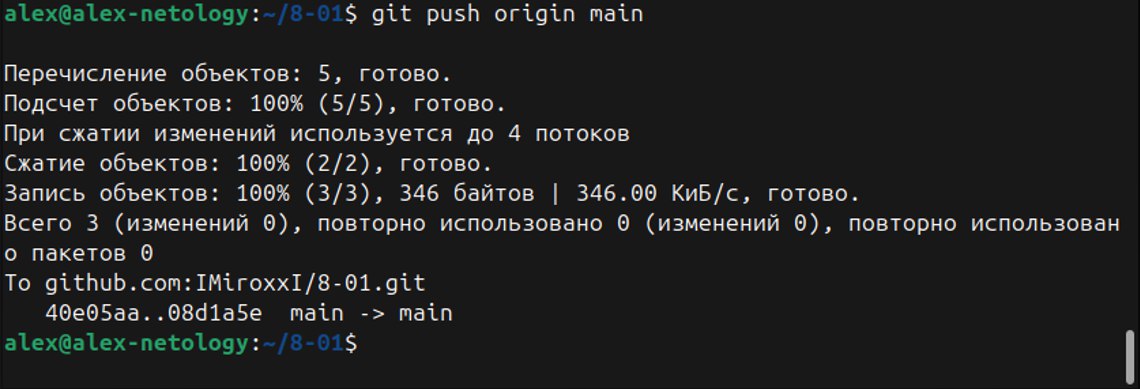 alex@alex-netology:~/8-01$ git push origin main
Перечисление объектов: 5, готово.
Подсчет объектов: 100% (5/5), готово.
При сжатии изменений используется до 4 потоков
Сжатие объектов: 100% (2/2), готово.
Запись объектов: 100% (3/3), 346 байтов | 346.00 КиБ/с, готово.
Всего 3 (изменений 0), повторно использовано 0 (изменений 0), повторно использован
о пакетов 0
To github.com:IMiroxxI/8-01.git
   40e05aa..08d1a5e  main -> main
alex@alex-netology:~/8-01$